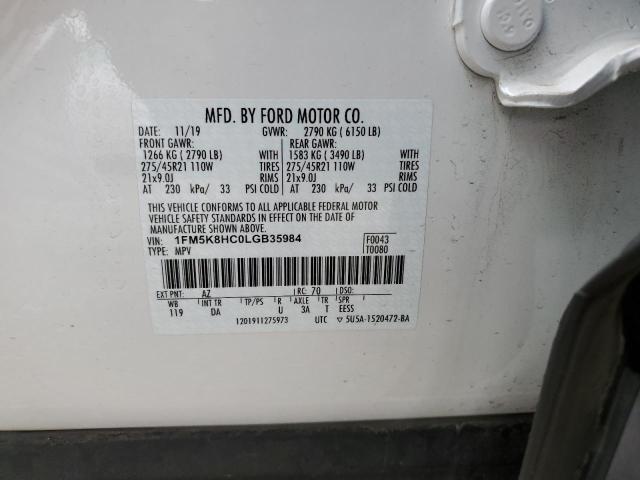 MFD. BY FORD MOTOR CO.
DATE: 11/19 GVWR: 2790 KG ( 6150 LB)
FRONT GAWR: REAR GAWR:
1266 KG ( 2790 LB) WITH 1583 KG ( 3490 LB) WITH
275/45R21 110W TIRES 275/45R21 110W TIRES
21x9.0J RIMS 21x9.0J RIMS
AT 230 kPa/ 33 PSI COLD AT 230 kPa/ 33 PSI COLD
THIS VEHICLE CONFORMS TO ALL APPLICABLE FEDERAL MOTOR
VEHICLE SAFETY STANDARDS IN EFFECT ON THE DATE OF
MANUFACTURE SHOWN ABOVE.
VIN: 1FM5K8HC0LGB35984 F0043
TYPE: MPV T0080
EXT PNT: AZ RC: 70 DSO:
WB INT TR TP/PS R AXLE TR SPR
119 DA U 3A T EESS
1201911275973 UTC ▽ 5U5A-1520472-BA